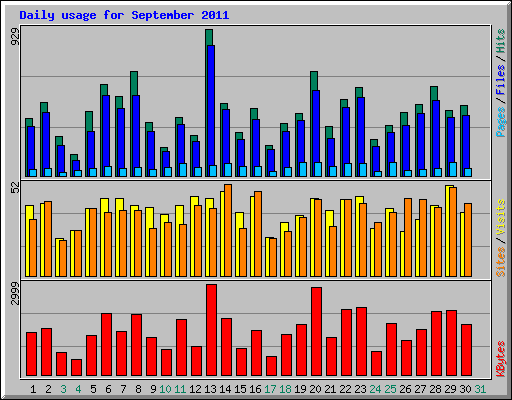 Daily usage for September 2011
929
Pages / Files / Hits
52
Sites / Visits
2999
KBytes
1 2 3 4 5 6 7 8 9 10 11 12 13 14 15 16 17 18 19 20 21 22 23 24 25 26 27 28 29 30 31